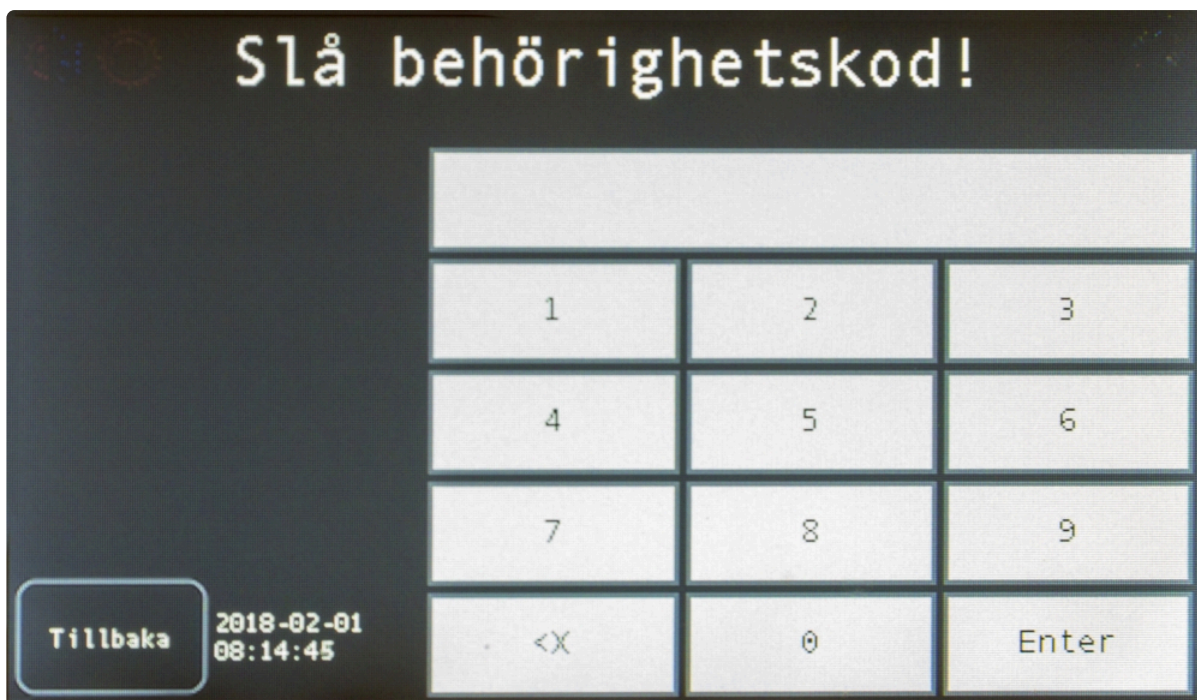 Slå behörighetskod!
1 2 3
4 5 6
7 8 9
<X 0 Enter
Tillbaka
2018-02-01
08:14:45